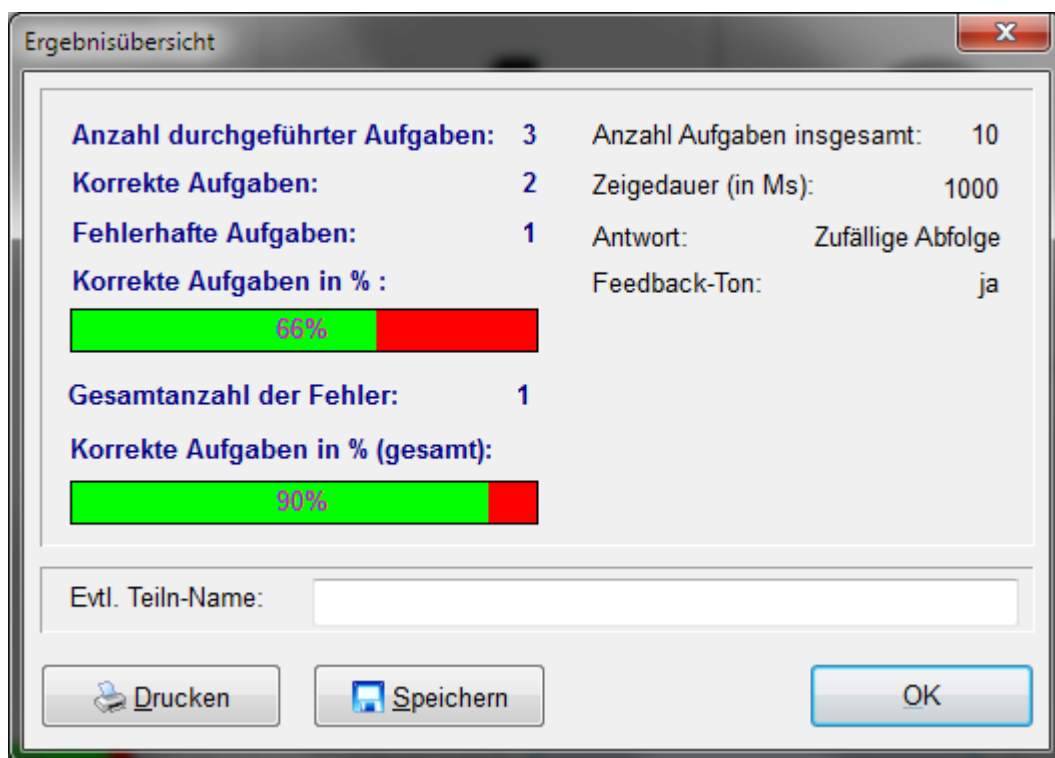 Ergebnisübersicht
Anzahl durchgeführter Aufgaben: 3
Korrekte Aufgaben: 2
Fehlerhafte Aufgaben: 1
Korrekte Aufgaben in % :
66%
Gesamtanzahl der Fehler: 1
Korrekte Aufgaben in % (gesamt):
90%
Anzahl Aufgaben insgesamt: 10
Zeigedauer (in Ms): 1000
Antwort: Zufällige Abfolge
Feedback-Ton: ja
Evtl. Teiln-Name:
Drucken
Speichern
OK